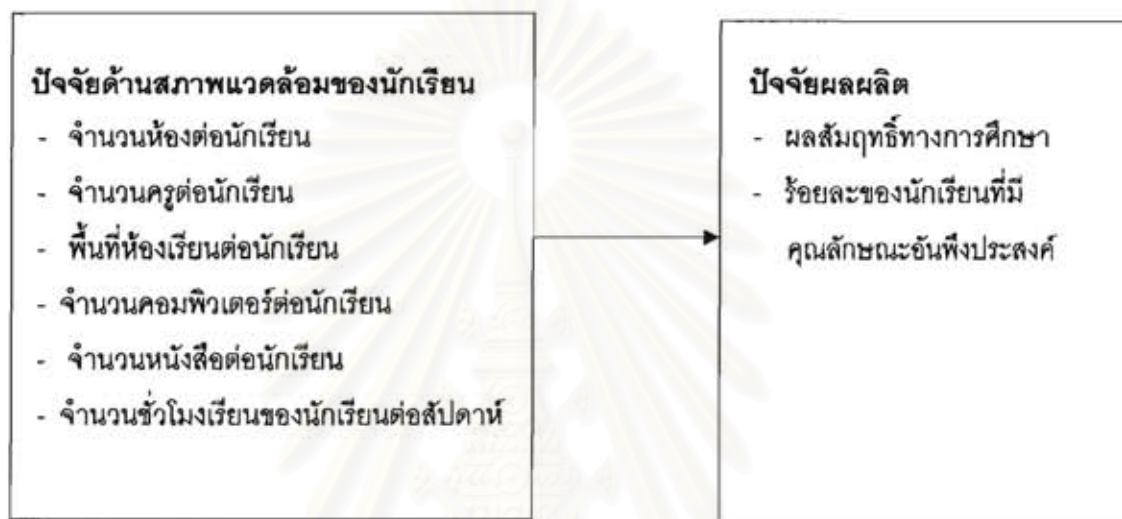 ปัจจัยด้านสภาพแวดล้อมของนักเรียน
- จำนวนห้องต่อนักเรียน
- จำนวนครูต่อนักเรียน
- พื้นที่ห้องเรียนต่อนักเรียน
- จำนวนคอมพิวเตอร์ต่อนักเรียน
- จำนวนหนังสือต่อนักเรียน
- จำนวนชั่วโมงเรียนของนักเรียนต่อสัปดาห์
ปัจจัยผลผลิต
- ผลสัมฤทธิ์ทางการศึกษา
- ร้อยละของนักเรียนที่มี
คุณลักษณะอันพึงประสงค์